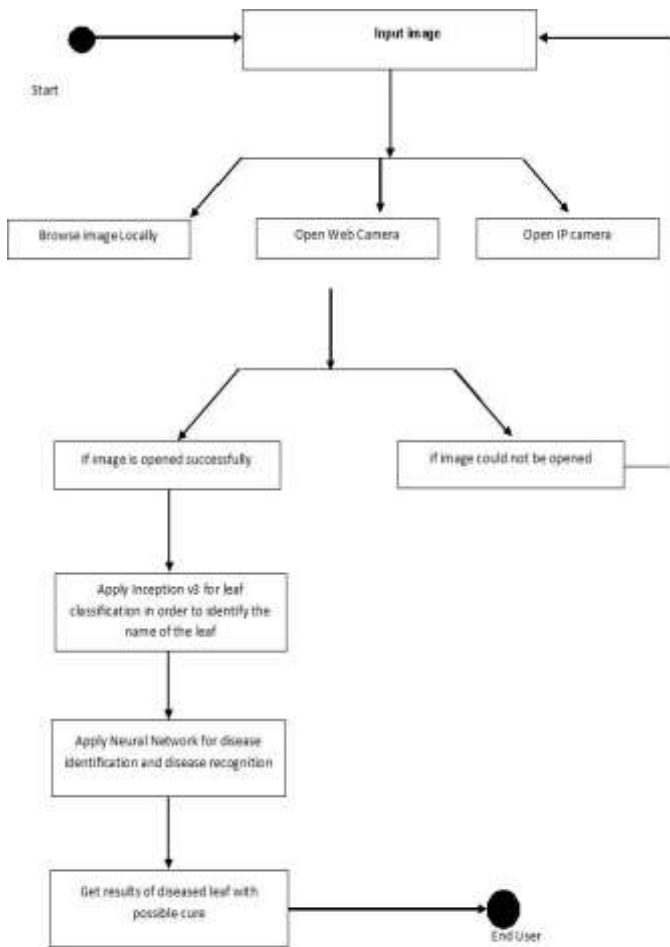 Input image
Start
Browse image Locally
Open Web Camera
Open IP camera
if image is opened successfully
if image could not be opened
Apply Inception v3 for leaf
classification in order to identify the
name of the leaf
Apply Neural Network for disease
identification and disease recognition
Get results of diseased leaf with
possible cure
End User